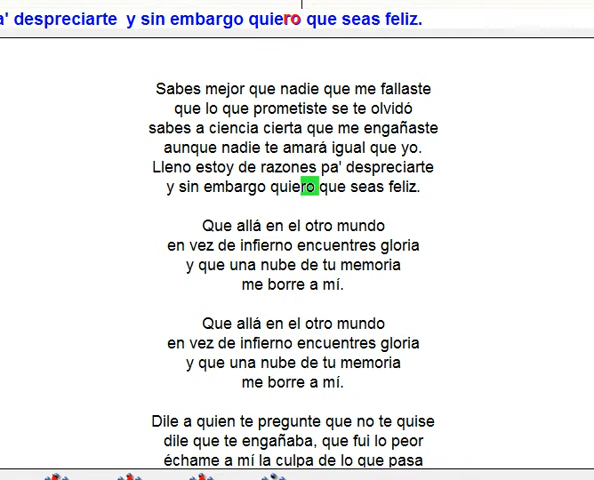 a' despreciarte y sin embargo quiero que seas feliz.
Sabes mejor que nadie que me fallaste
que lo que prometiste se te olvidó
sabes a ciencia cierta que me engañaste
aunque nadie te amará igual que yo.
Lleno estoy de razones pa' despreciarte
y sin embargo quiero que seas feliz.
Que allá en el otro mundo
en vez de infierno encuentres gloria
y que una nube de tu memoria
me borre a mí.
Que allá en el otro mundo
en vez de infierno encuentres gloria
y que una nube de tu memoria
me borre a mí.
Dile a quien te pregunte que no te quise
dile que te engañaba, que fui lo peor
échame a mí la culpa de lo que pasa